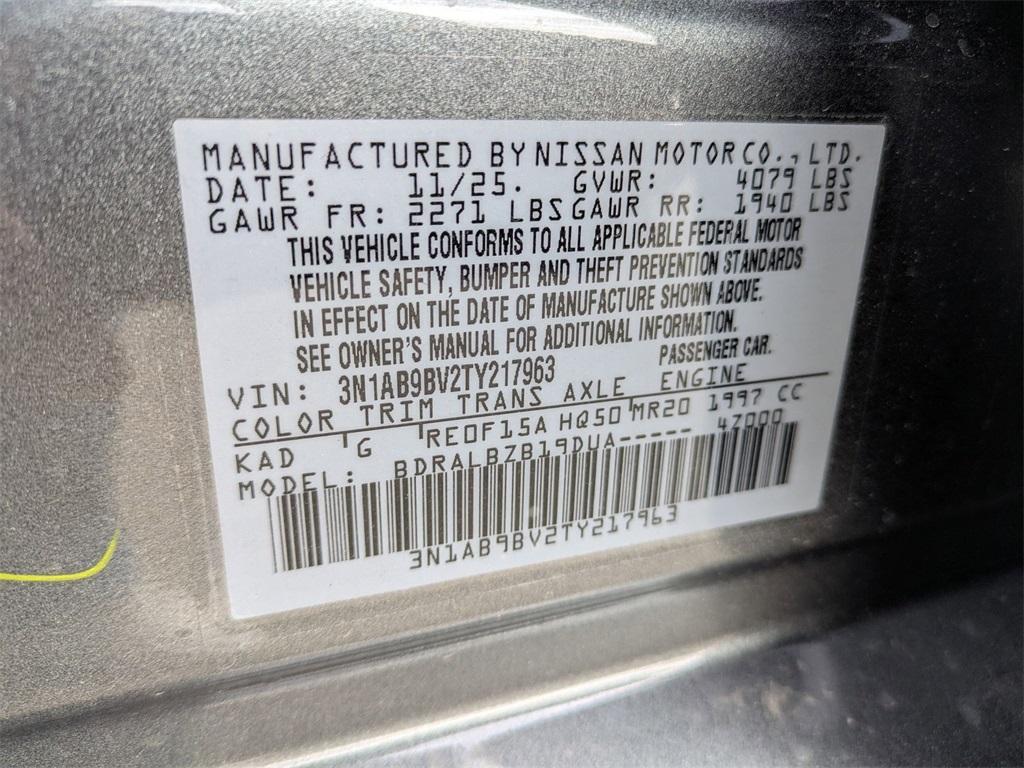 MANUFACTURED BY NISSAN MOTOR CO., LTD.
DATE: 11/25. GVWR: 4079 LBS
GAWR FR: 2271 LBS GAWR RR: 1940 LBS
THIS VEHICLE CONFORMS TO ALL APPLICABLE FEDERAL MOTOR
VEHICLE SAFETY, BUMPER AND THEFT PREVENTION STANDARDS
IN EFFECT ON THE DATE OF MANUFACTURE SHOWN ABOVE.
SEE OWNER'S MANUAL FOR ADDITIONAL INFORMATION.
VIN: 3N1AB9BV2TY217963 PASSENGER CAR.
COLOR TRIM TRANS AXLE ENGINE
KAD G RE0F15A HQ50 MR20 1997 CC
MODEL: BDRALBZB19DUA----- 47000
3N1AB9BV2TY217963